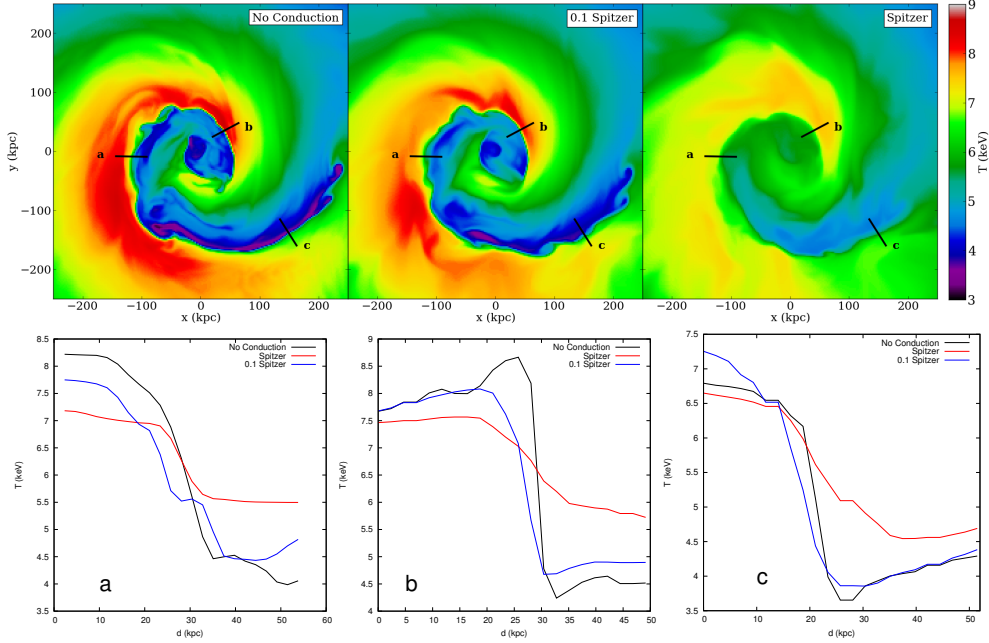 No Conduction
0.1 Spitzer
Spitzer
y (kpc)
200
100
0
−100
−200
a
b
c
a
b
c
a
b
c
−200 −100 0 100 200
x (kpc)
−200 −100 0 100 200
x (kpc)
−200 −100 0 100 200
x (kpc)
9
8
7
6
5
4
3
T (keV)
No Conduction
Spitzer
0.1 Spitzer
8.5
8
7.5
7
6.5
6
5.5
5
4.5
4
3.5
T (keV)
a
0 10 20 30 40 50 60
d (kpc)
No Conduction
Spitzer
0.1 Spitzer
9
8.5
8
7.5
7
6.5
6
5.5
5
4.5
4
T (keV)
b
0 5 10 15 20 25 30 35 40 45 50
d (kpc)
No Conduction
Spitzer
0.1 Spitzer
7.5
7
6.5
6
5.5
5
4.5
4
3.5
T (keV)
c
0 10 20 30 40 50
d (kpc)